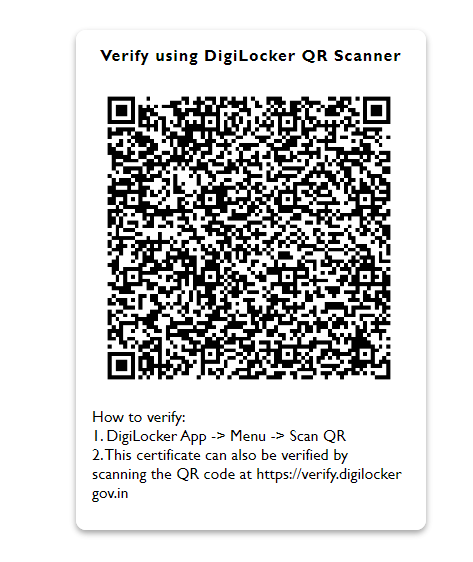 Verify using DigiLocker QR Scanner
How to verify:
1. DigiLocker App -> Menu -> Scan QR
2.This certificate can also be verified by
scanning the QR code at https://verify.digilocker
gov.in